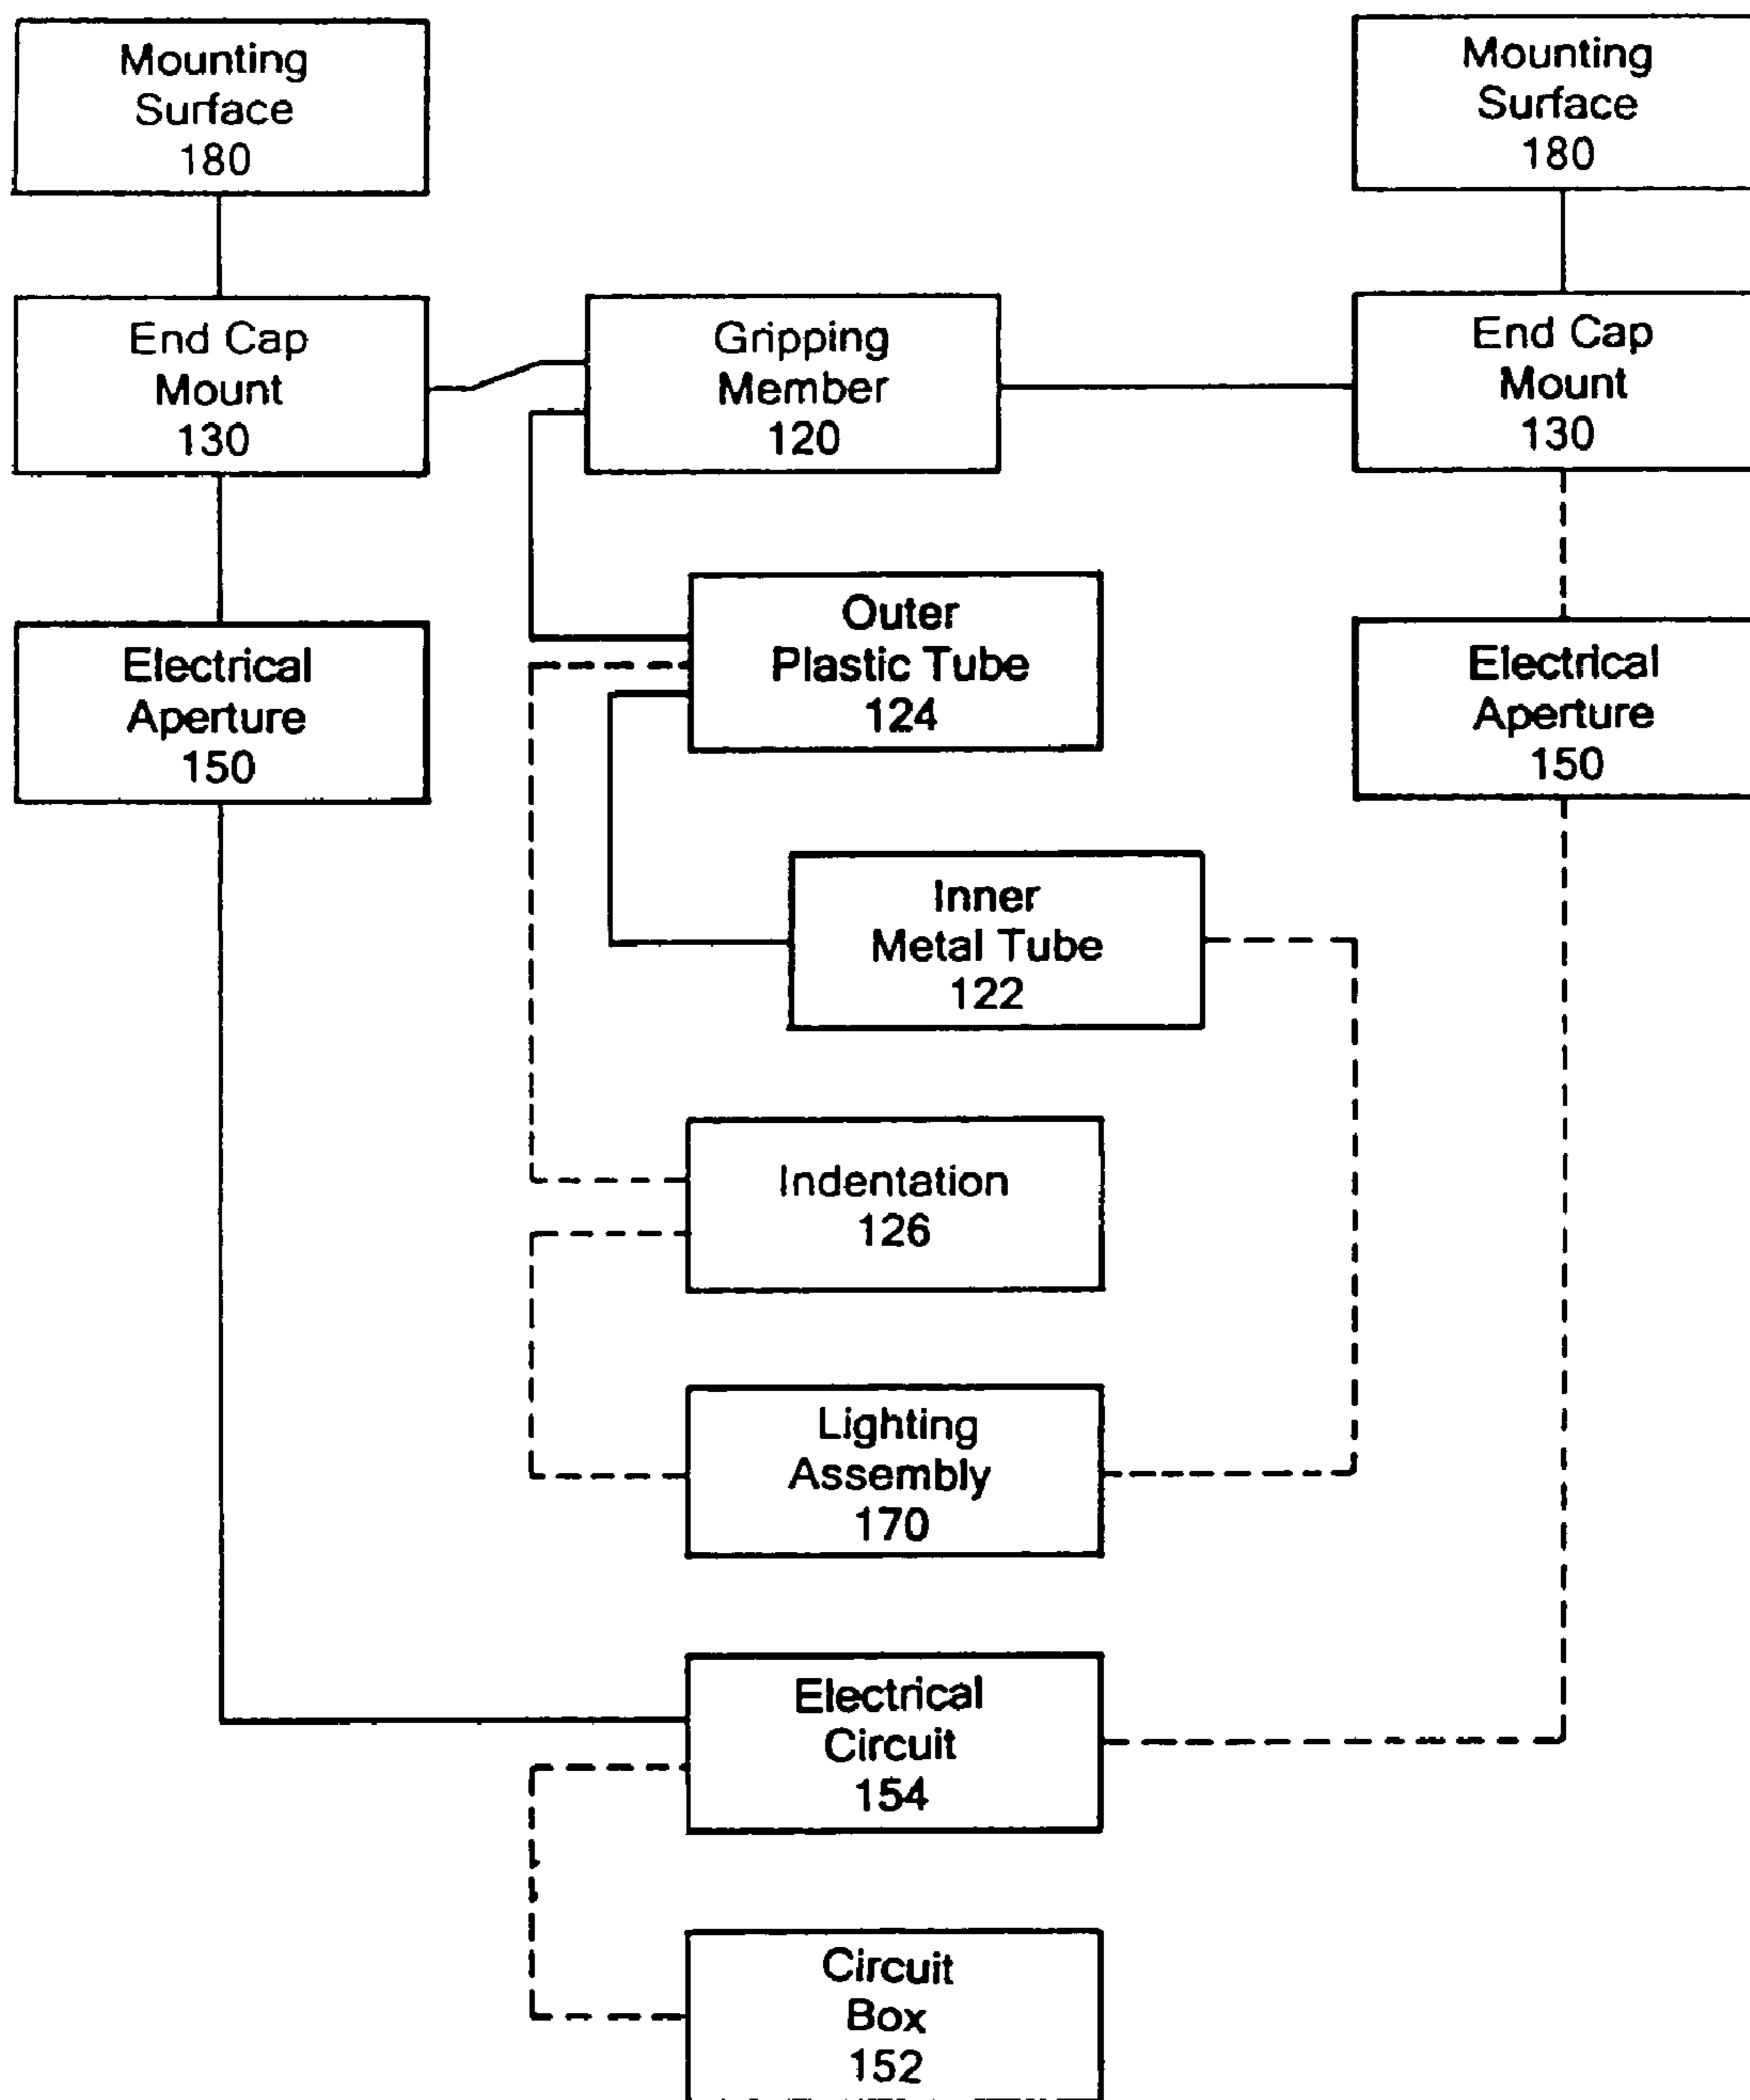 Mounting
Surface
180
Mounting
Surface
180
End Cap
Mount
130
Gripping
Member
120
End Cap
Mount
130
Electrical
Aperture
150
Outer
Plastic Tube
124
Electrical
Aperture
150
Inner
Metal Tube
122
Indentation
126
Lighting
Assembly
170
Electrical
Circuit
154
Circuit
Box
152